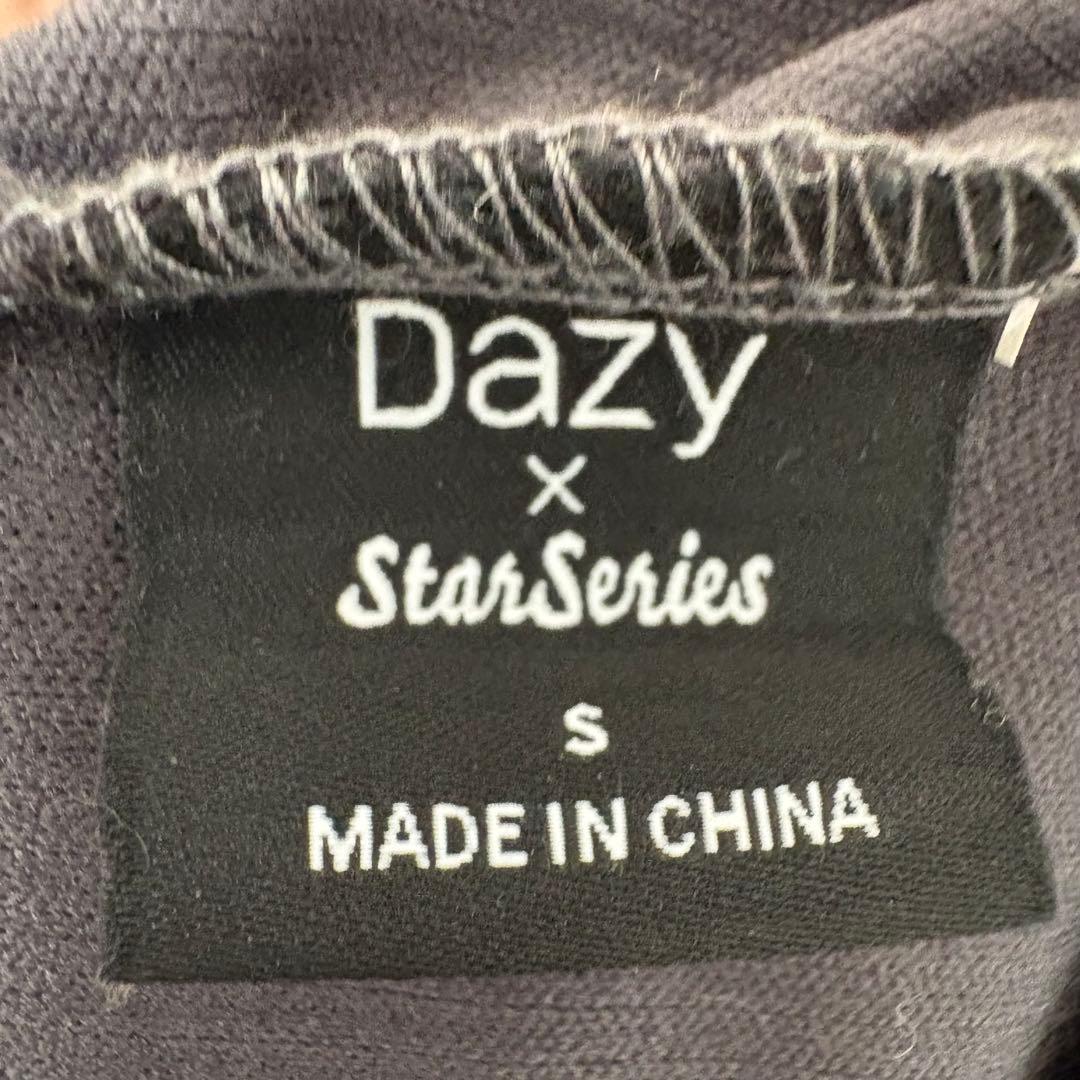 Dazy
×
StarSeries
S
MADE IN CHINA